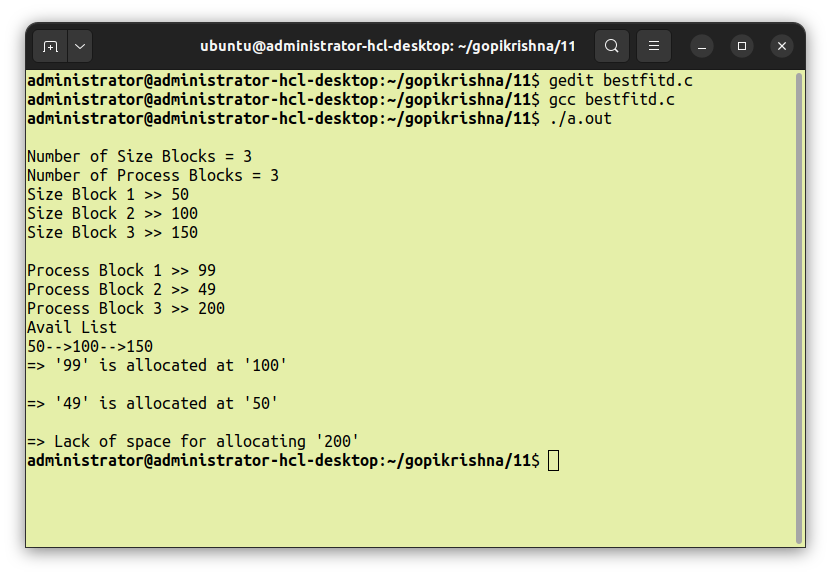 ubuntu@administrator-hcl-desktop: ~/gopikrishna/11
administrator@administrator-hcl-desktop:~/gopikrishna/11$ gedit bestfitd.c
administrator@administrator-hcl-desktop:~/gopikrishna/11$ gcc bestfitd.c
administrator@administrator-hcl-desktop:~/gopikrishna/11$ ./a.out
Number of Size Blocks = 3
Number of Process Blocks = 3
Size Block 1 >> 50
Size Block 2 >> 100
Size Block 3 >> 150
Process Block 1 >> 99
Process Block 2 >> 49
Process Block 3 >> 200
Avail List
50-->100-->150
=> '99' is allocated at '100'
=> '49' is allocated at '50'
=> Lack of space for allocating '200'
administrator@administrator-hcl-desktop:~/gopikrishna/11$